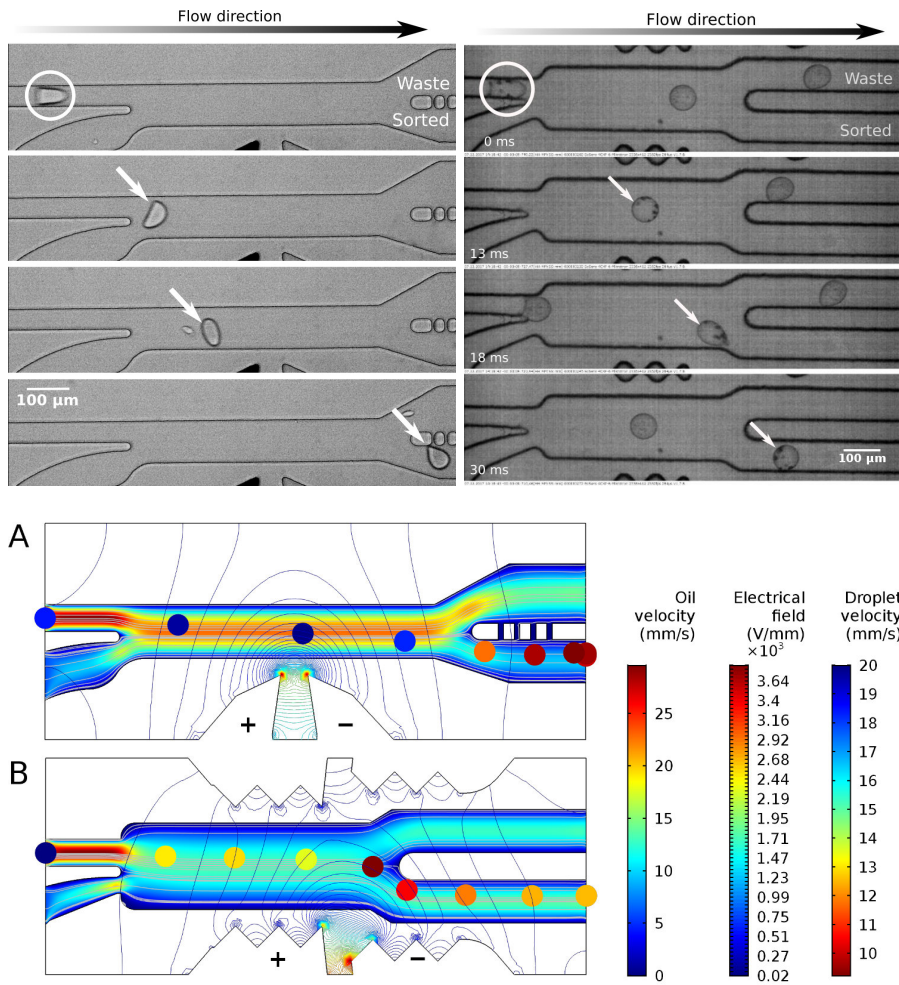 Flow direction
Waste
Sorted
100 µm
Flow direction
Waste
Sorted
0 ms
13 ms
18 ms
30 ms
100 µm
A
+ −
B
+ −
Oil velocity (mm/s)
25
20
15
10
5
0
Electrical field (V/mm) ×10³
3.64
3.4
3.16
2.92
2.67
2.43
2.19
1.95
1.71
1.47
1.23
0.99
0.75
0.51
0.27
0.02
Droplet velocity (mm/s)
20
19
18
17
16
15
14
13
12
11
10